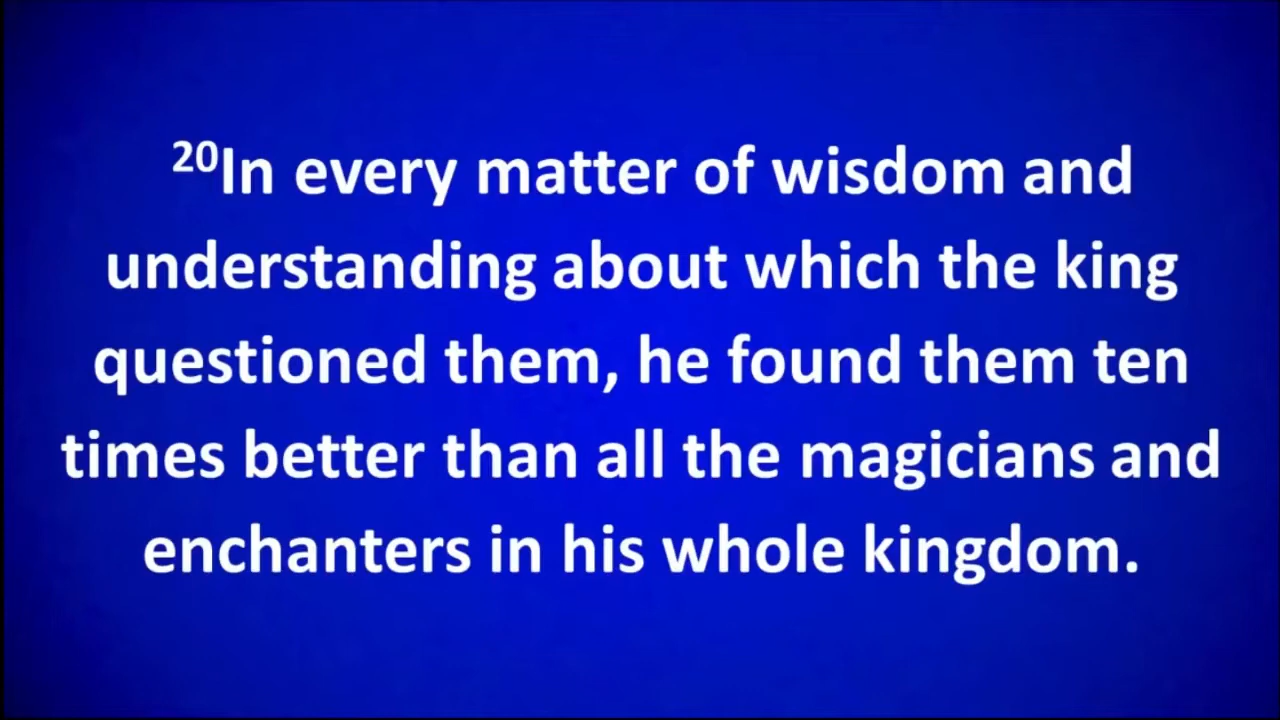 20In every matter of wisdom and
understanding about which the king
questioned them, he found them ten
times better than all the magicians and
enchanters in his whole kingdom.